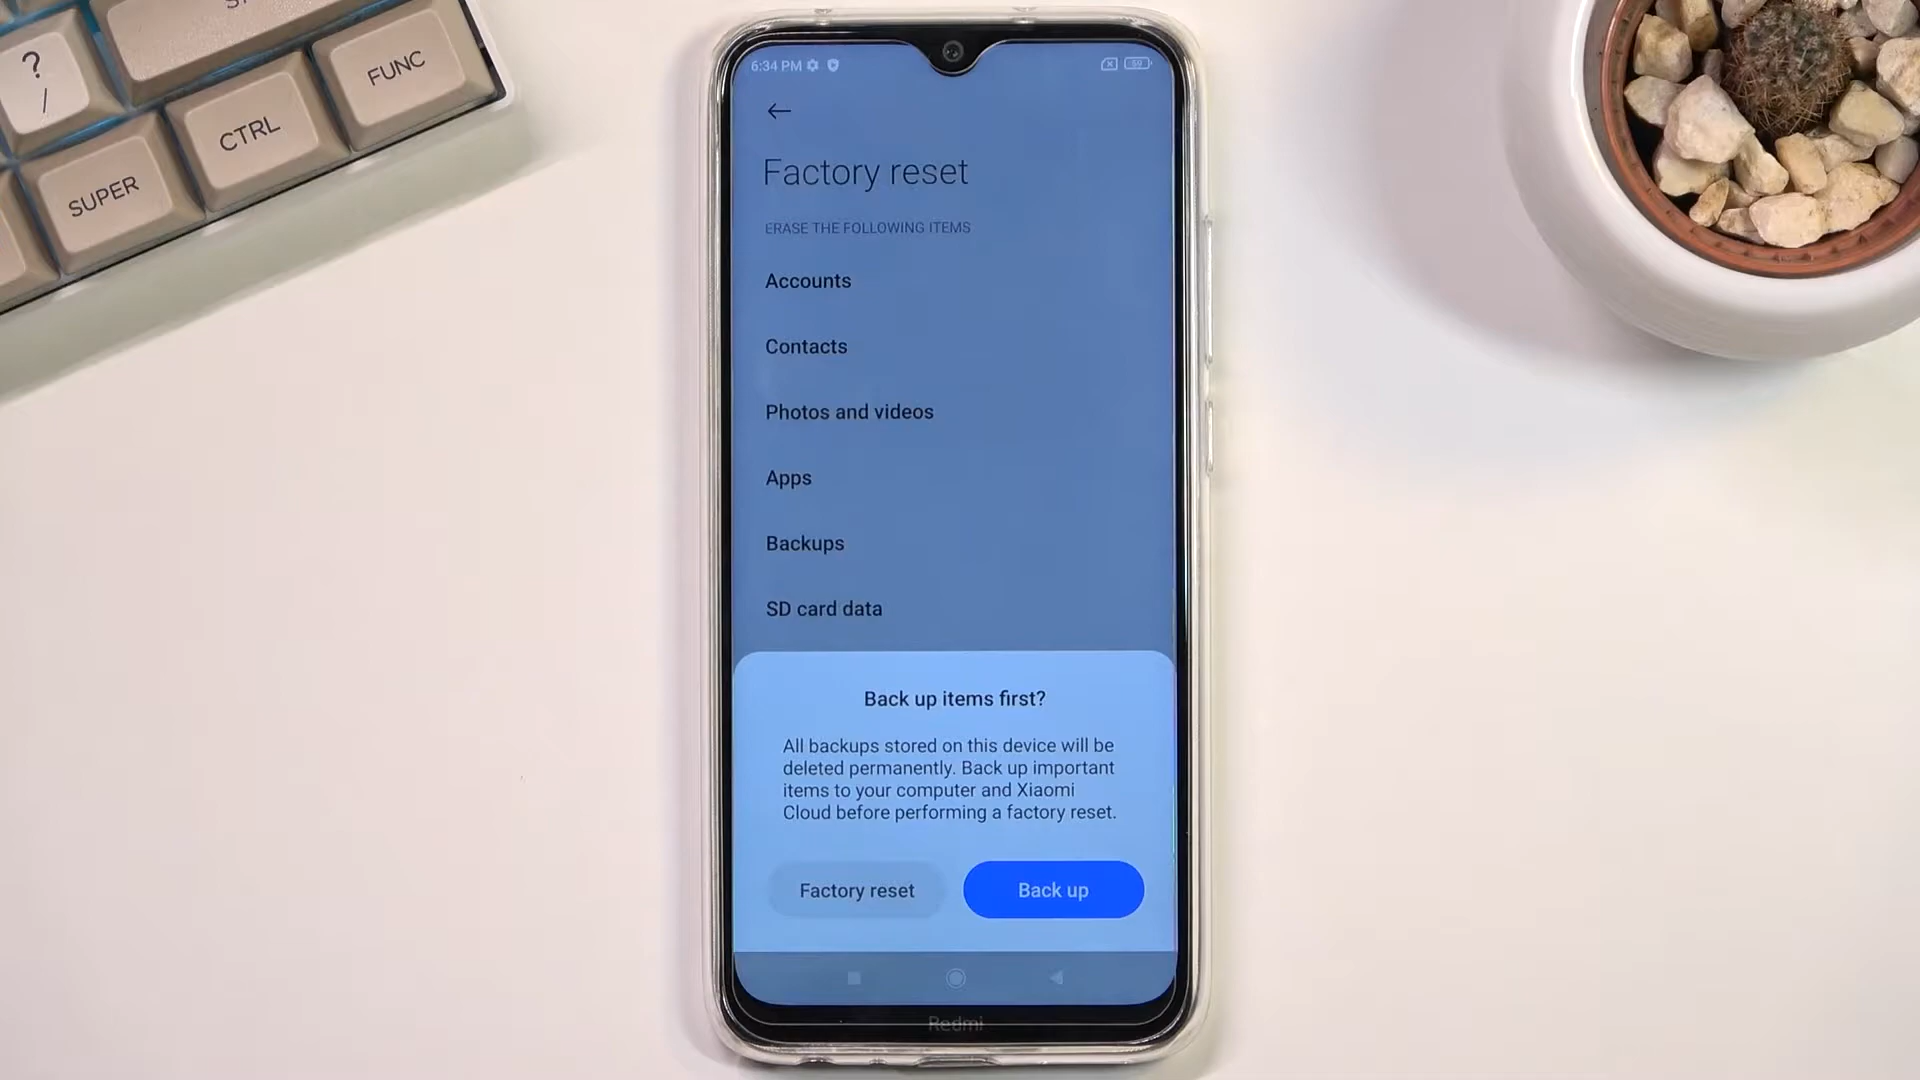 ?
/
SUPER
CTRL
FUNC
6:34 PM
59
Factory reset
ERASE THE FOLLOWING ITEMS
Accounts
Contacts
Photos and videos
Apps
Backups
SD card data
Back up items first?
All backups stored on this device will be
deleted permanently. Back up important
items to your computer and Xiaomi
Cloud before performing a factory reset.
Factory reset
Back up
Redmi